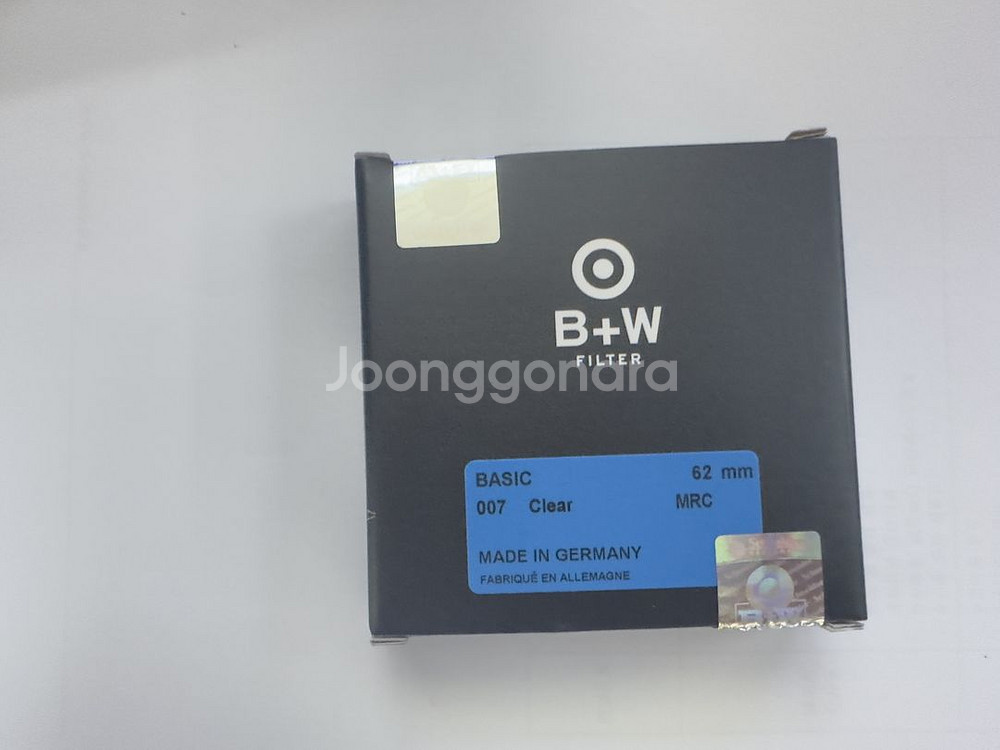 B+W
FILTER
Joonggonara
BASIC 62 mm
007 Clear MRC
MADE IN GERMANY
FABRIQUÉ EN ALLEMAGNE
B+W